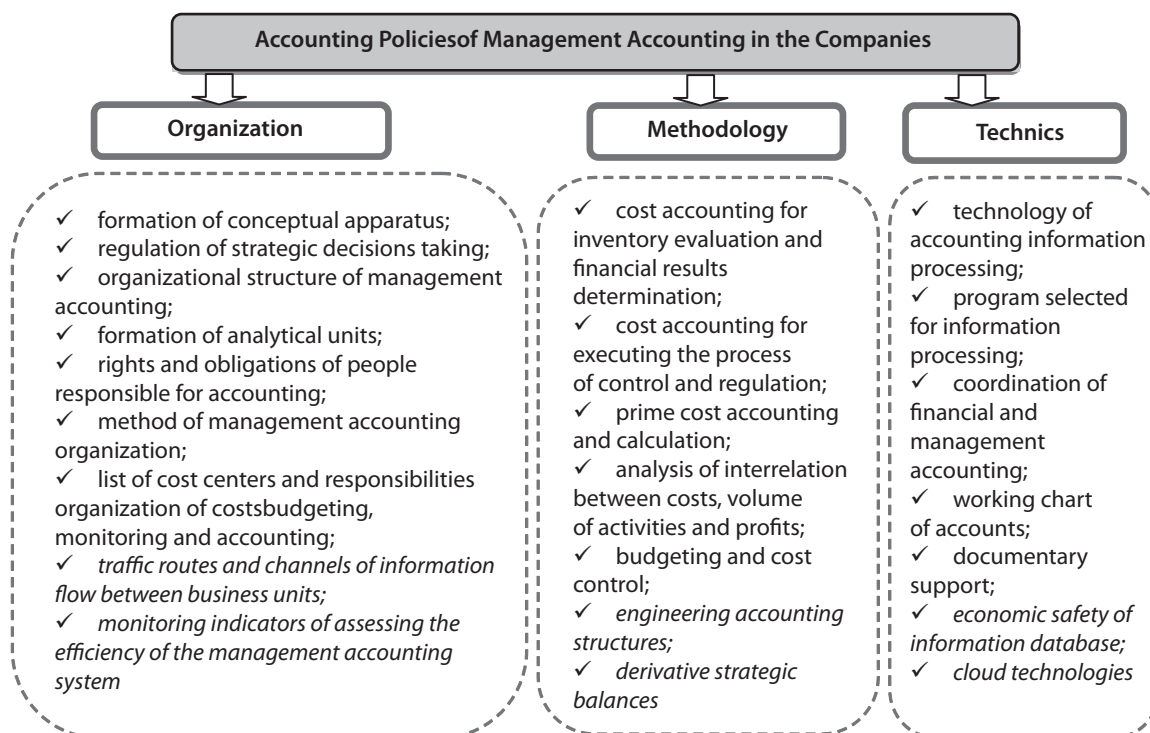 Accounting Policiesof Management Accounting in the Companies
Organization
✓ formation of conceptual apparatus;
✓ regulation of strategic decisions taking;
✓ organizational structure of management
accounting;
✓ formation of analytical units;
✓ rights and obligations of people
responsible for accounting;
✓ method of management accounting
organization;
✓ list of cost centers and responsibilities
organization of costsbudgeting,
monitoring and accounting;
✓ traffic routes and channels of information
flow between business units;
✓ monitoring indicators of assessing the
efficiency of the management accounting
system
Methodology
✓ cost accounting for
inventory evaluation and
financial results
determination;
✓ cost accounting for
executing the process
of control and regulation;
✓ prime cost accounting
and calculation;
✓ analysis of interrelation
between costs, volume
of activities and profits;
✓ budgeting and cost
control;
✓ engineering accounting
structures;
✓ derivative strategic
balances
Technics
✓ technology of
accounting information
processing;
✓ program selected
for information
processing;
✓ coordination of
financial and
management
accounting;
✓ working chart
of accounts;
✓ documentary
support;
✓ economic safety of
information database;
✓ cloud technologies